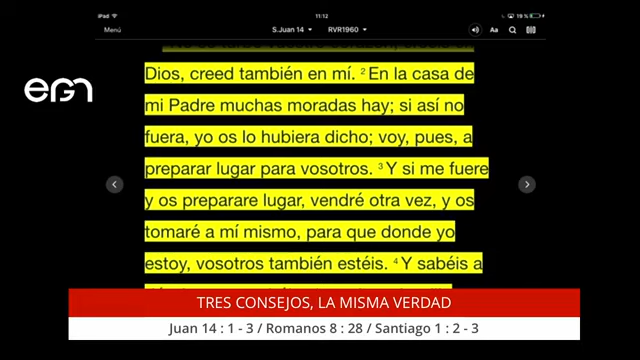 iPad
11:12
19 %
Menú
S.Juan 14
RVR1960
Aa
Dios, creed también en mí. 2 En la casa de
mi Padre muchas moradas hay; si así no
fuera, yo os lo hubiera dicho; voy, pues, a
preparar lugar para vosotros. 3 Y si me fuere
y os preparare lugar, vendré otra vez, y os
tomaré a mí mismo, para que donde yo
estoy, vosotros también estéis. 4 Y sabéis a
TRES CONSEJOS, LA MISMA VERDAD
Juan 14 : 1 - 3 / Romanos 8 : 28 / Santiago 1 : 2 - 3